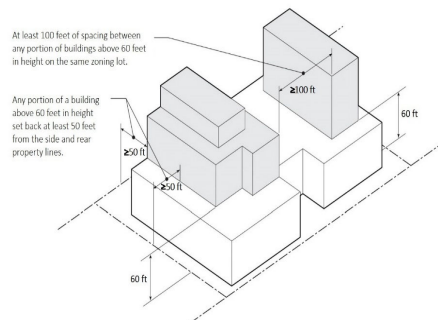 At least 100 feet of spacing between
any portion of buildings above 60 feet
in height on the same zoning lot.
≥100 ft
Any portion of a building
above 60 feet in height
set back at least 50 feet
from the side and rear
property lines.
60 ft
≥50 ft
≥50 ft
60 ft